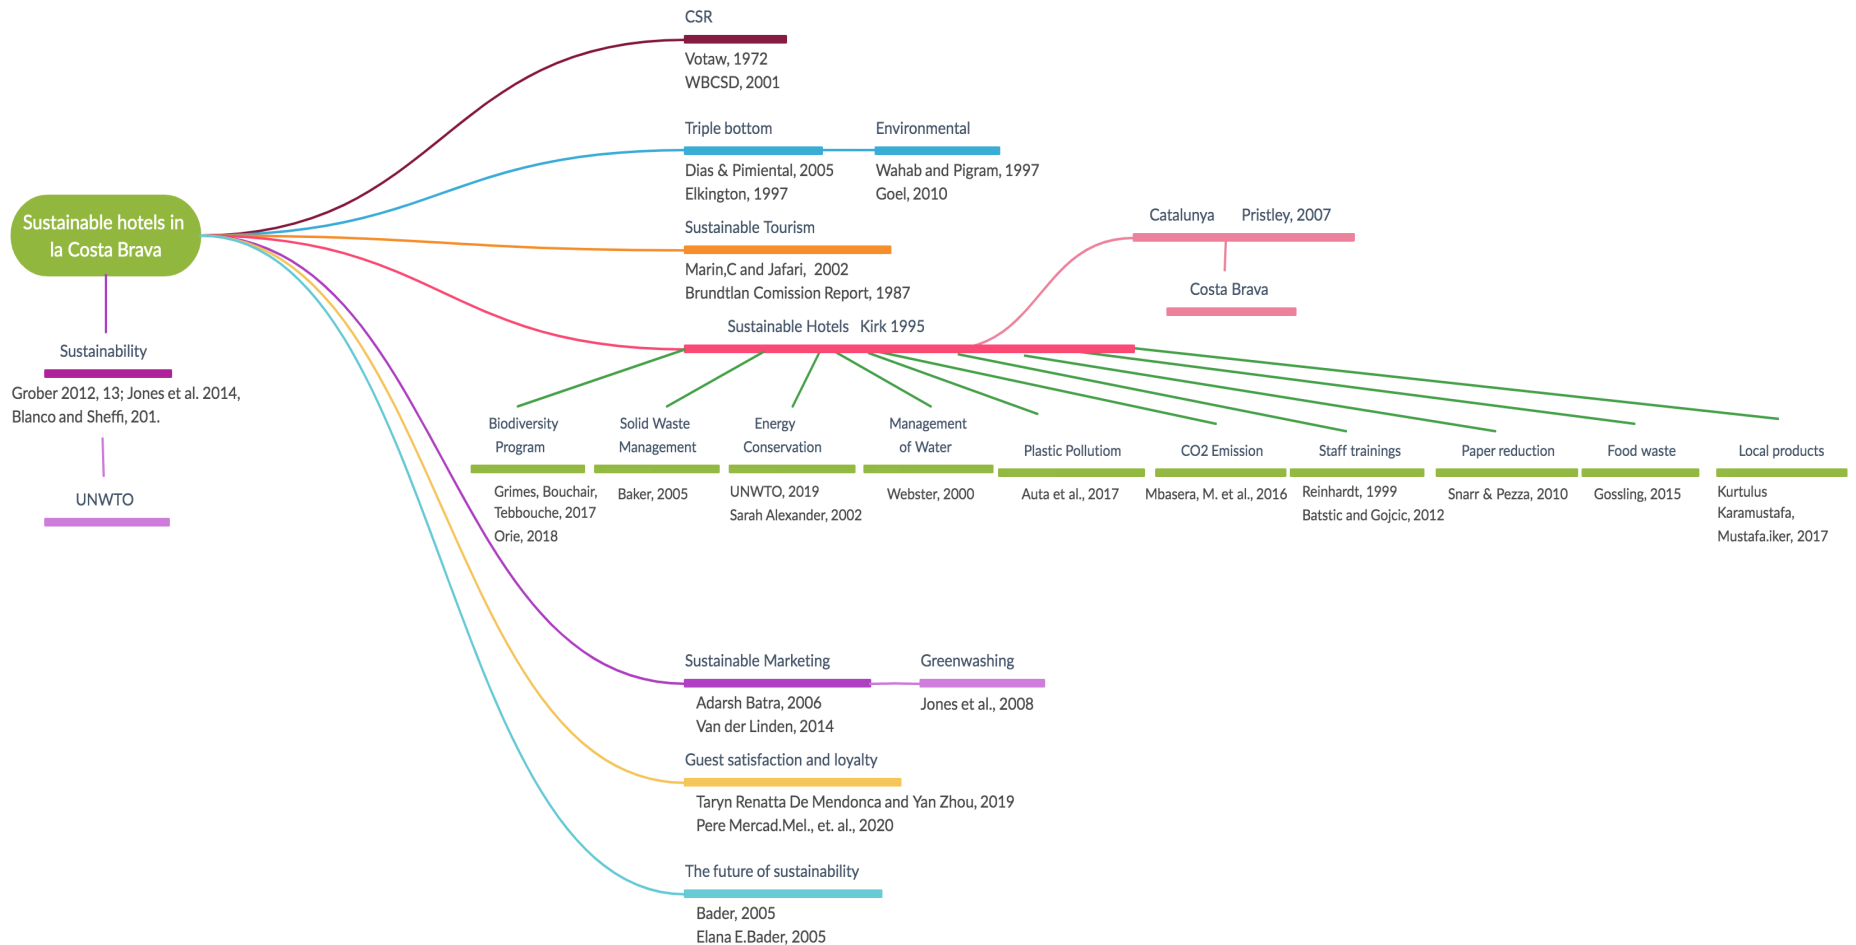 CSR
Votaw, 1972
WBCSD, 2001
Triple bottom
Dias & Pimiental, 2005
Elkington, 1997
Environmental
Wahab and Pigram, 1997
Goel, 2010
Sustainable hotels in
la Costa Brava
Sustainable Tourism
Marin,C and Jafari, 2002
Brundtlan Comission Report, 1987
Catalunya Pristley, 2007
Costa Brava
Sustainable Hotels Kirk 1995
Sustainability
Grober 2012, 13; Jones et al. 2014,
Blanco and Sheffi, 201.
UNWTO
Biodiversity
Program
Grimes, Bouchair,
Tebbouche, 2017
Orie, 2018
Solid Waste
Management
Baker, 2005
Energy
Conservation
UNWTO, 2019
Sarah Alexander, 2002
Management
of Water
Webster, 2000
Plastic Pollutiom
Auta et al., 2017
CO2 Emission
Mbasera, M. et al., 2016
Staff trainings
Reinhardt, 1999
Batstic and Gojcic, 2012
Paper reduction
Snarr & Pezza, 2010
Food waste
Gossling, 2015
Local products
Kurtulus
Karamustafa,
Mustafa.iker, 2017
Sustainable Marketing
Adarsh Batra, 2006
Van der Linden, 2014
Greenwashing
Jones et al., 2008
Guest satisfaction and loyalty
Taryn Renatta De Mendonca and Yan Zhou, 2019
Pere Mercad.Mel., et. al., 2020
The future of sustainability
Bader, 2005
Elana E.Bader, 2005